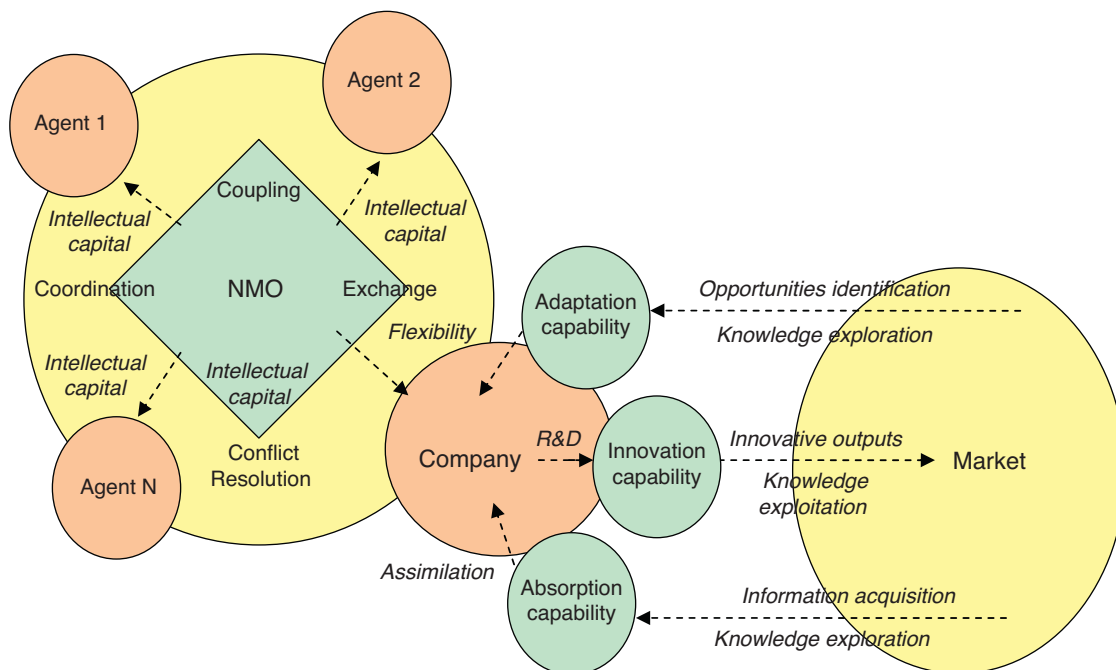 Agent 1
Agent 2
Coupling
Intellectual
capital
Intellectual
capital
Coordination
NMO
Exchange
Flexibility
Intellectual
capital
Intellectual
capital
Agent N
Conflict
Resolution
Company
R&D
Assimilation
Adaptation
capability
Innovation
capability
Absorption
capability
Opportunities identification
Knowledge exploration
Innovative outputs
Knowledge
exploitation
Market
Information acquisition
Knowledge exploration